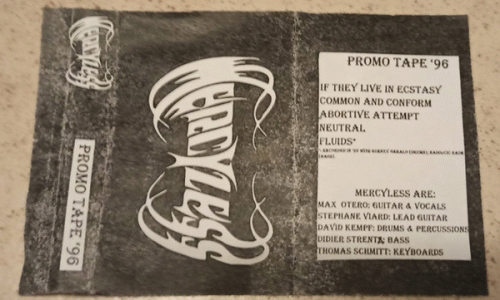 MERCYLESS
PROMO TAPE '96
MERCYLESS
PROMO TAPE '96
IF THEY LIVE IN ECSTASY
COMMON AND CONFORM
ABORTIVE ATTEMPT
NEUTRAL
FLUIDS*
MERCYLESS ARE:
MAX OTERO: GUITAR & VOCALS
STEPHANE VIARD: LEAD GUITAR
DAVID KEMPF: DRUMS & PERCUSSIONS
DIDIER STRENTZ: BASS
THOMAS SCHMITT: KEYBOARDS